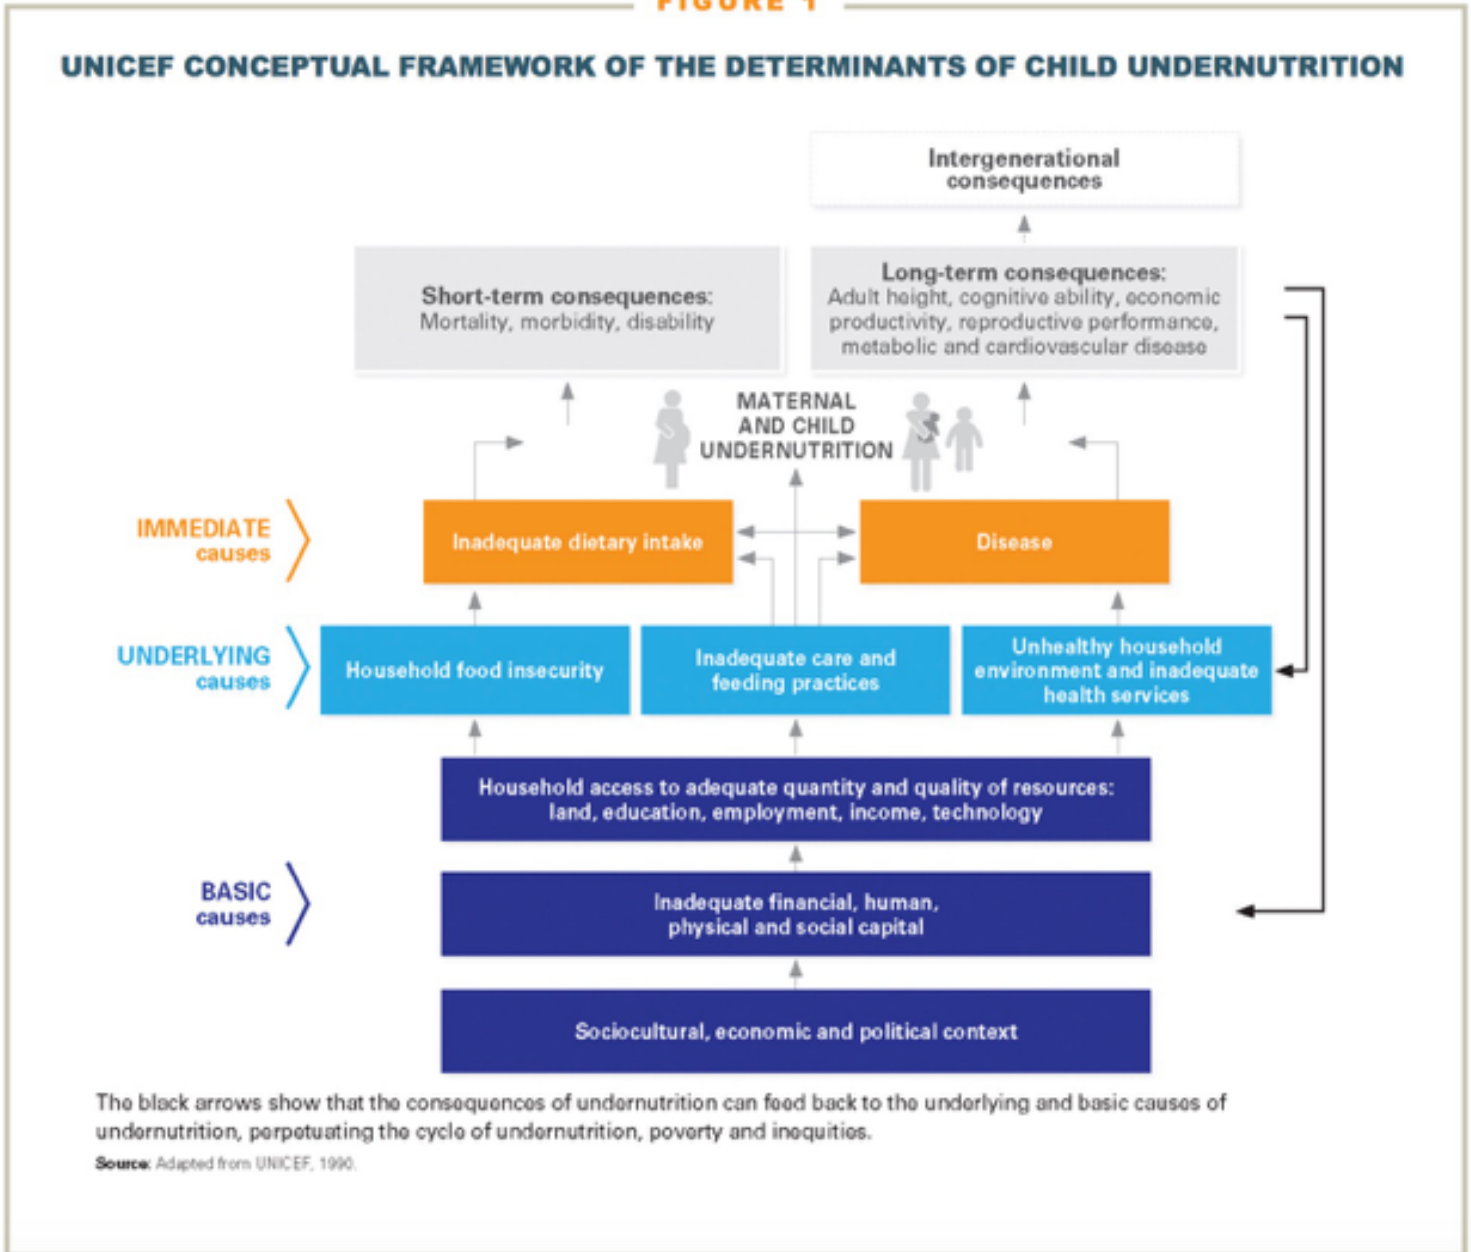 FIGURE 1
UNICEF CONCEPTUAL FRAMEWORK OF THE DETERMINANTS OF CHILD UNDERNUTRITION
Intergenerational
consequences
Short-term consequences:
Mortality, morbidity, disability
Long-term consequences:
Adult height, cognitive ability, economic
productivity, reproductive performance,
metabolic and cardiovascular disease
MATERNAL
AND CHILD
UNDERNUTRITION
IMMEDIATE
causes
Inadequate dietary intake
Disease
UNDERLYING
causes
Household food insecurity
Inadequate care and
feeding practices
Unhealthy household
environment and inadequate
health services
Household access to adequate quantity and quality of resources:
land, education, employment, income, technology
BASIC
causes
Inadequate financial, human,
physical and social capital
Sociocultural, economic and political context
The black arrows show that the consequences of undernutrition can feed back to the underlying and basic causes of
undernutrition, perpetuating the cycle of undernutrition, poverty and inequities.
Source: Adapted from UNICEF, 1990.